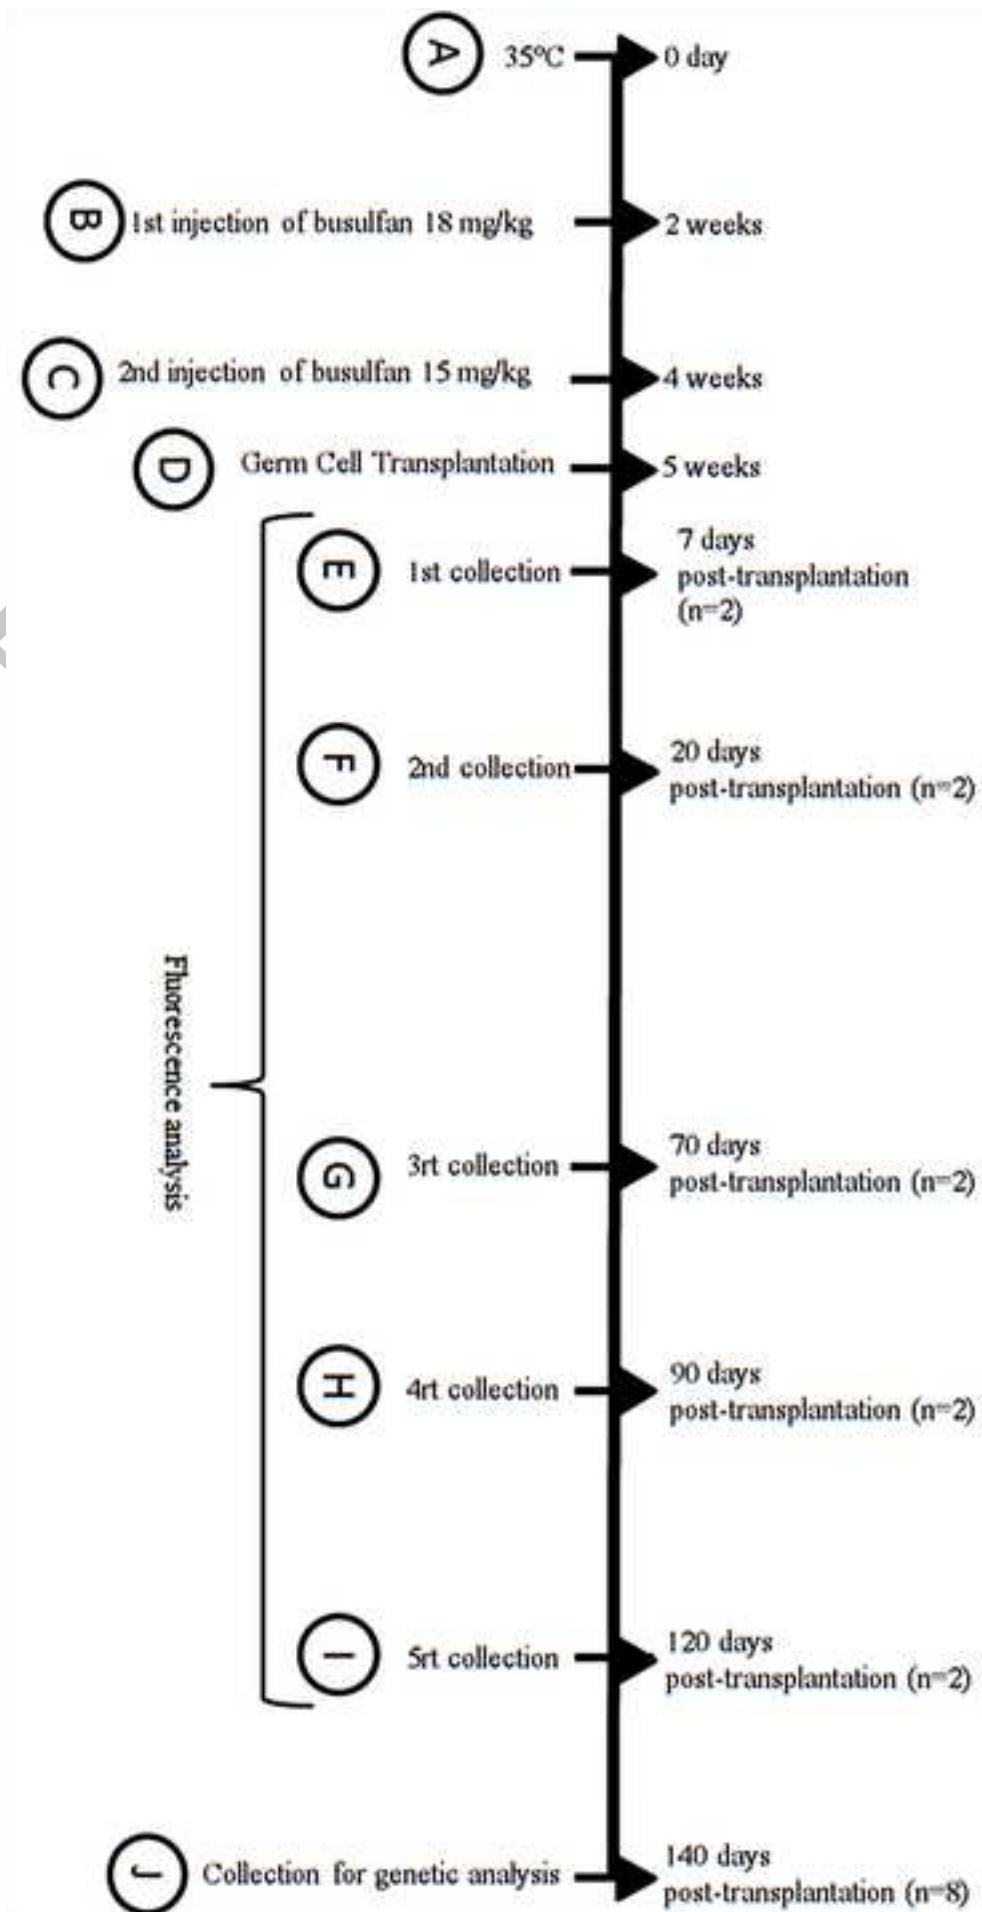 A 35°C 0 day
B 1st injection of busulfan 18 mg/kg 2 weeks
C 2nd injection of busulfan 15 mg/kg 4 weeks
D Germ Cell Transplantation 5 weeks
E 1st collection 7 days
post-transplantation
(n=2)
F 2nd collection 20 days
post-transplantation (n=2)
Fluorescence analysis
G 3rt collection 70 days
post-transplantation (n=2)
H 4rt collection 90 days
post-transplantation (n=2)
I 5rt collection 120 days
post-transplantation (n=2)
J Collection for genetic analysis 140 days
post-transplantation (n=8)